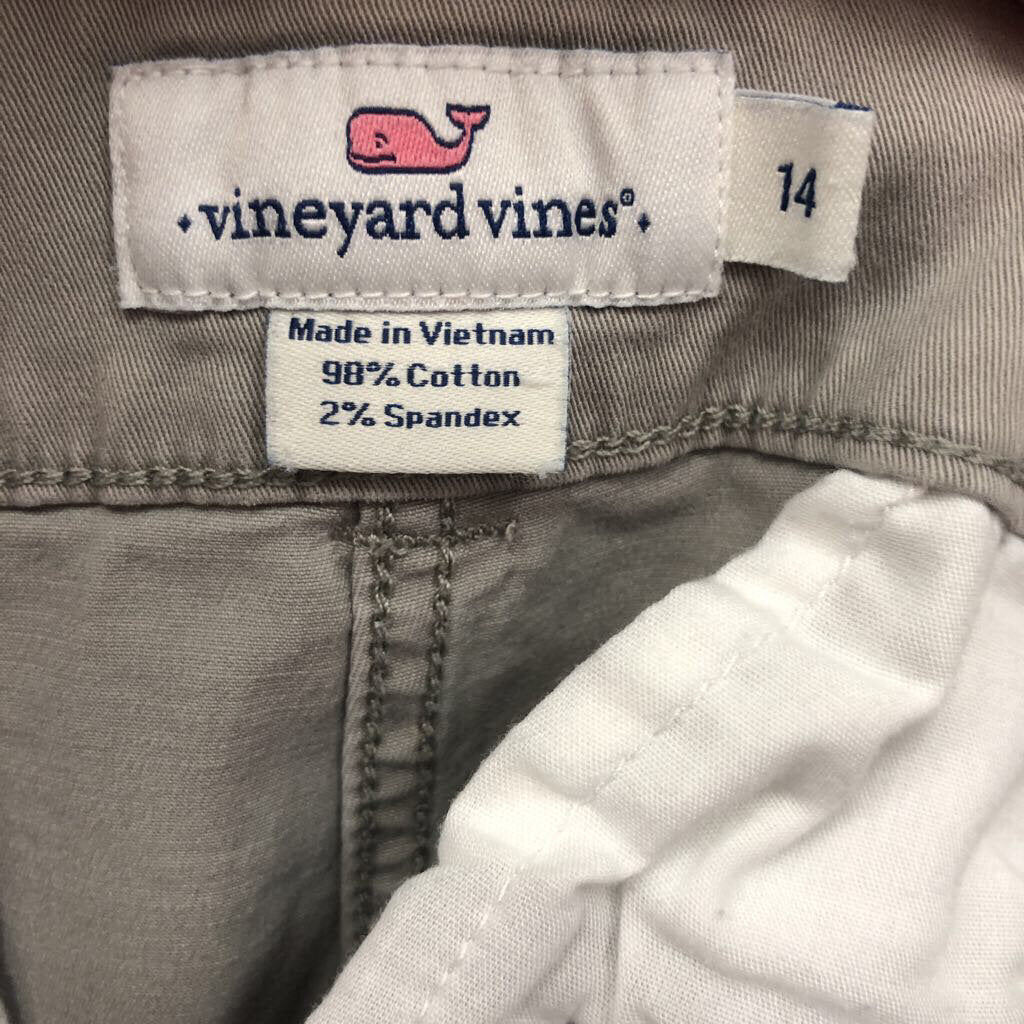 vineyard vines®
14
Made in Vietnam
98% Cotton
2% Spandex